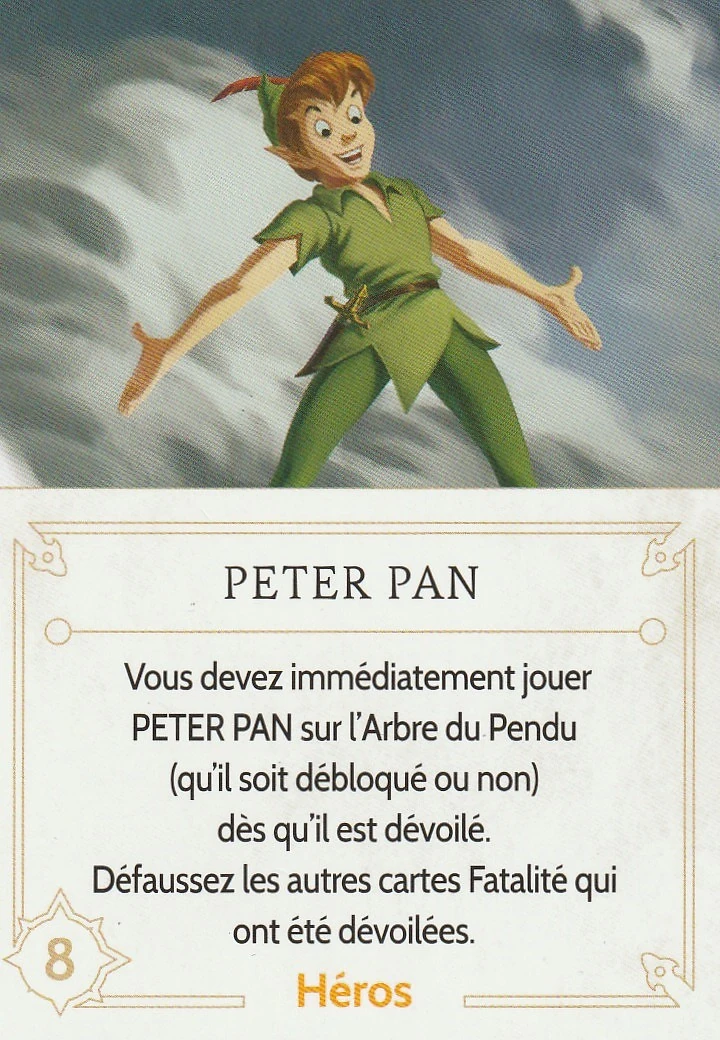 PETER PAN
Vous devez immédiatement jouer
PETER PAN sur l'Arbre du Pendu
(qu'il soit débloqué ou non)
dès qu'il est dévoilé.
Défaussez les autres cartes Fatalité qui
ont été dévoilées.
8
Héros